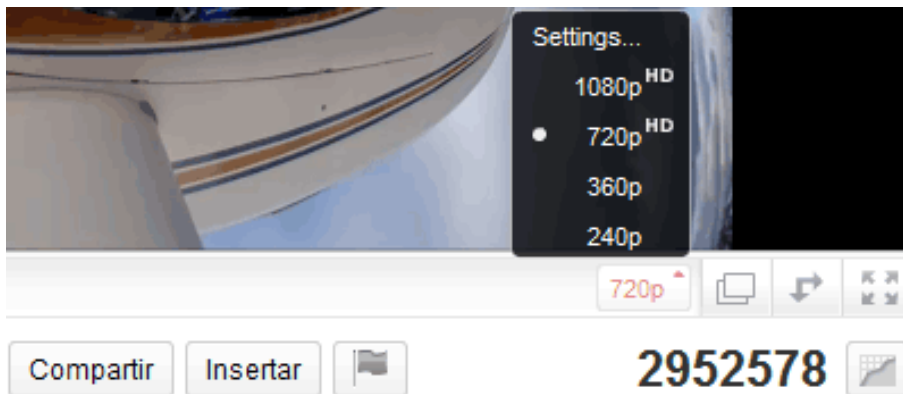 Settings...
1080p HD
720p HD
360p
240p
720p
Compartir Insertar 2952578